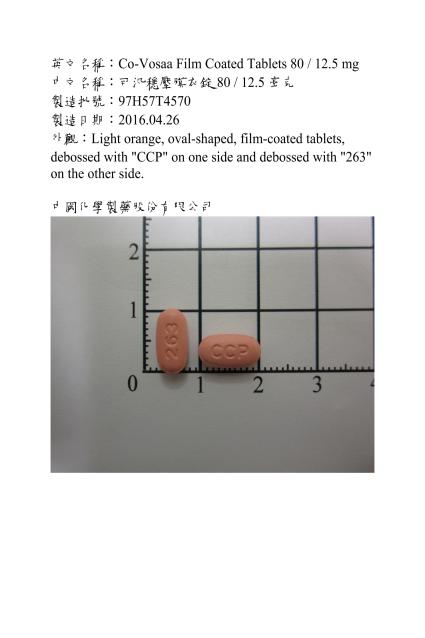 英文名稱：Co-Vosaa Film Coated Tablets 80 / 12.5 mg
中文名稱：可汎穩壓膜衣錠80 / 12.5 毫克
製造批號：97H57T4570
製造日期：2016.04.26
外觀：Light orange, oval-shaped, film-coated tablets,
debossed with "CCP" on one side and debossed with "263"
on the other side.
中國化學製藥股份有限公司
2
1
263
CCP
0 1 2 3